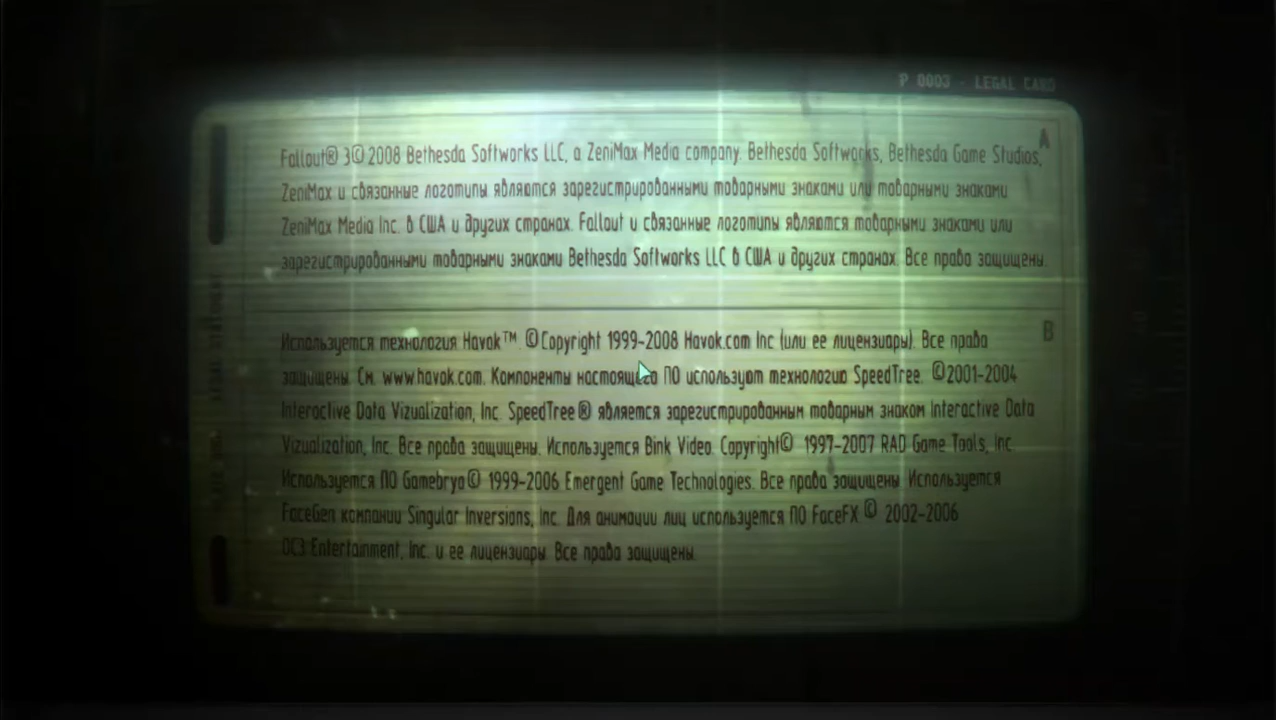 P 0003 - LEGAL CARD
A
Fallout® 3© 2008 Bethesda Softworks LLC, a ZeniMax Media company. Bethesda Softworks, Bethesda Game Studios,
ZeniMax и связанные логотипы являются зарегистрированными товарными знаками или товарными знаками
ZeniMax Media Inc. в США и других странах. Fallout и связанные логотипы являются товарными знаками или
зарегистрированными товарными знаками Bethesda Softworks LLC в США и других странах. Все права защищены.
B
Используется технология Havok™. ©Copyright 1999-2008 Havok.com Inc (или ее лицензиары). Все права
защищены. См. www.havok.com. Компоненты настоящего ПО используют технологию SpeedTree. ©2001-2004
Interactive Data Vizualization, Inc. SpeedTree® является зарегистрированным товарным знаком Interactive Data
Vizualization, Inc. Все права защищены. Используется Bink Video. Copyright© 1997-2007 RAD Game Tools, Inc.
Используется ПО Gamebryo© 1999-2006 Emergent Game Technologies. Все права защищены. Используется
FaceGen компании Singular Inversions, Inc. Для анимации лиц используется ПО FaceFX © 2002-2006
OC3 Entertainment, Inc. и ее лицензиары. Все права защищены.